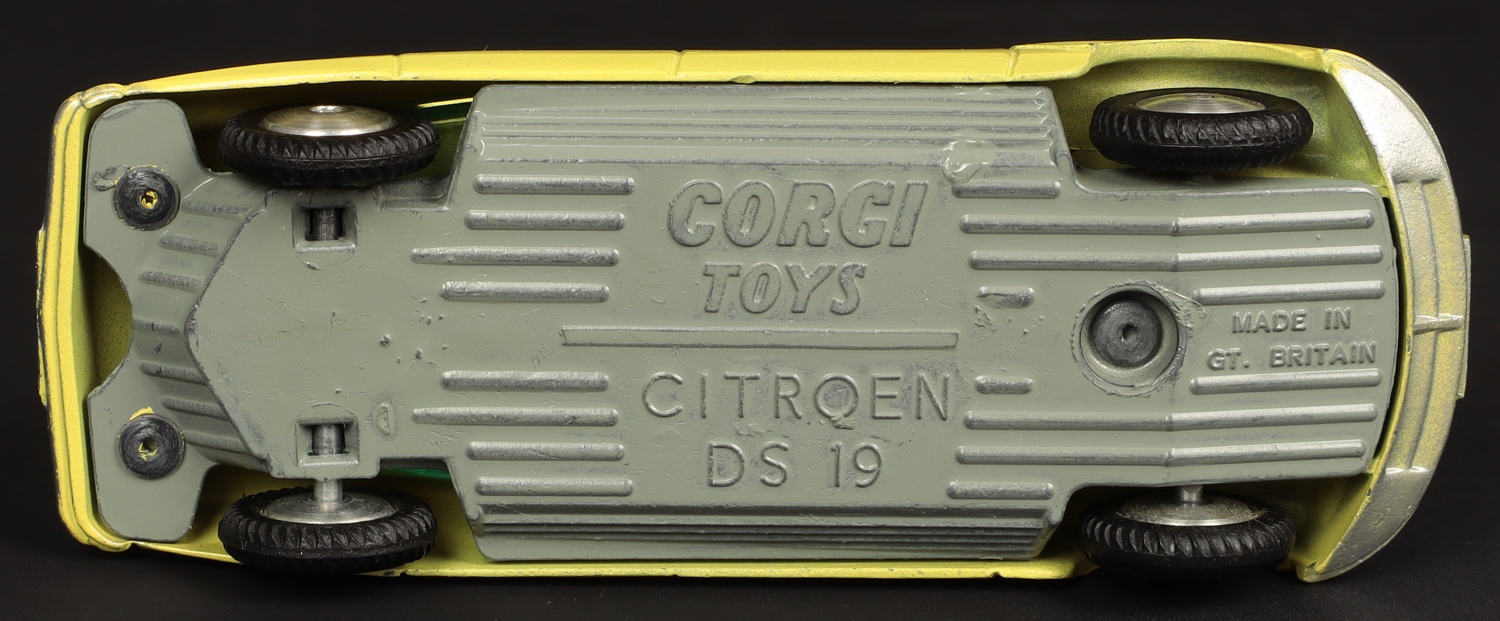 CORGI
TOYS
CITROEN
DS 19
MADE IN
GT. BRITAIN